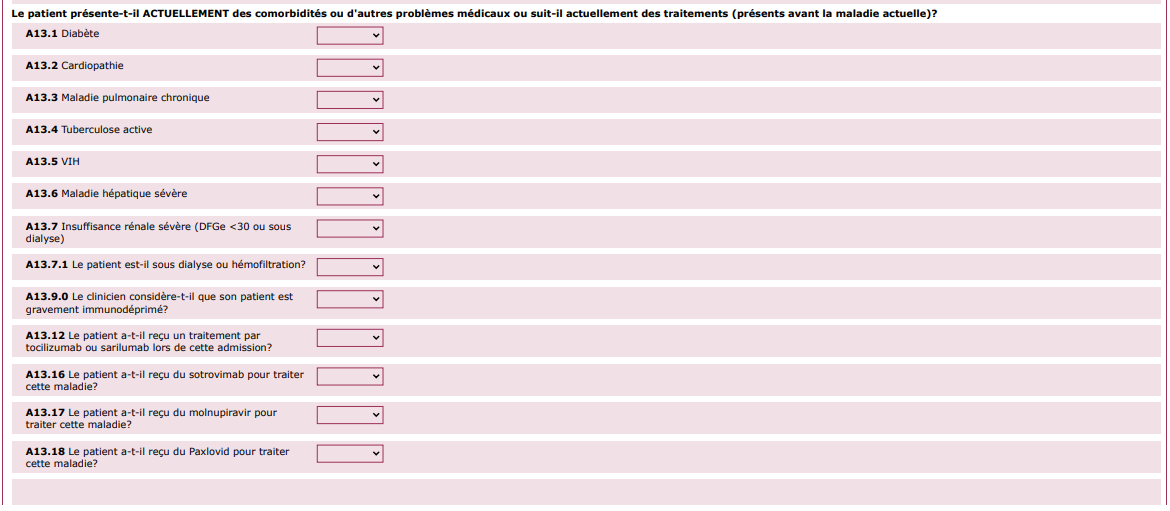 Le patient présente-t-il ACTUELLEMENT des comorbidités ou d'autres problèmes médicaux ou suit-il actuellement des traitements (présents avant la maladie actuelle)?
A13.1 Diabète
A13.2 Cardiopathie
A13.3 Maladie pulmonaire chronique
A13.4 Tuberculose active
A13.5 VIH
A13.6 Maladie hépatique sévère
A13.7 Insuffisance rénale sévère (DFGe <30 ou sous
dialyse)
A13.7.1 Le patient est-il sous dialyse ou hémofiltration?
A13.9.0 Le clinicien considère-t-il que son patient est
gravement immunodéprimé?
A13.12 Le patient a-t-il reçu un traitement par
tocilizumab ou sarilumab lors de cette admission?
A13.16 Le patient a-t-il reçu du sotrovimab pour traiter
cette maladie?
A13.17 Le patient a-t-il reçu du molnupiravir pour
traiter cette maladie?
A13.18 Le patient a-t-il reçu du Paxlovid pour traiter
cette maladie?